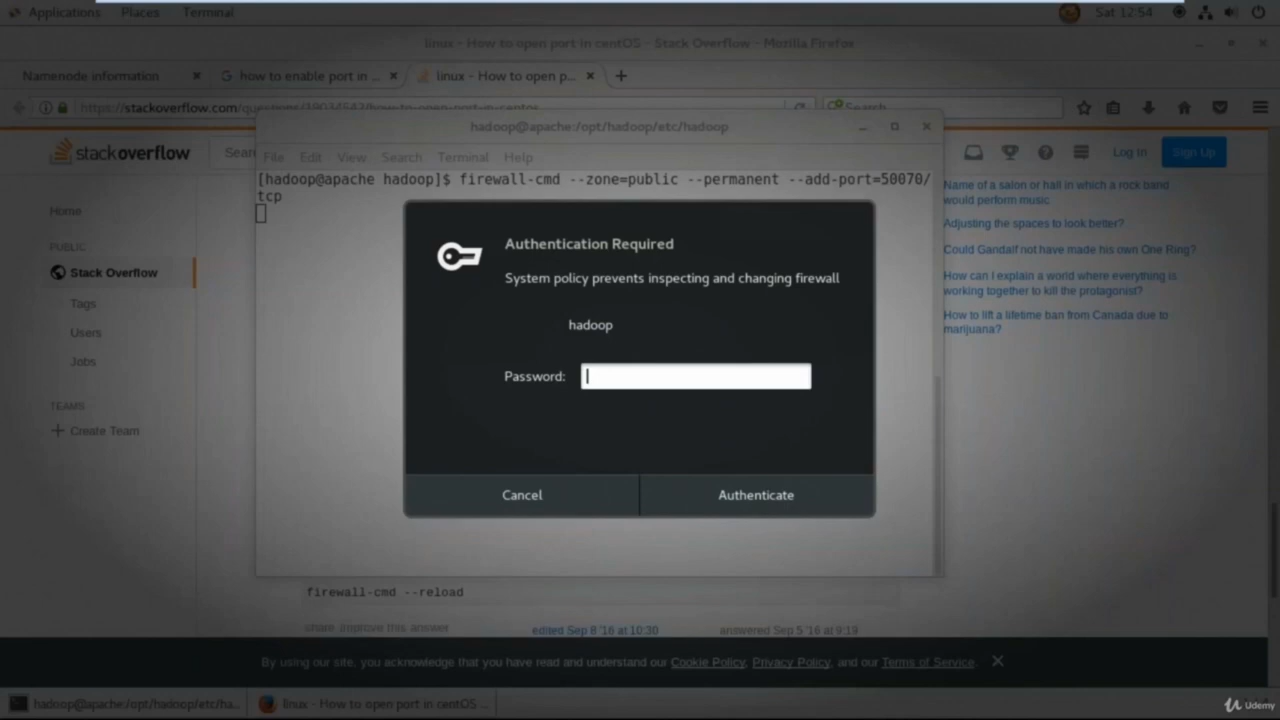 Applications Places Terminal Sat 12:54
linux - How to open port in centOS - Stack Overflow - Mozilla Firefox
Namenode information × how to enable port in ... × linux - How to open p... × +
Search
hadoop@apache:/opt/hadoop/etc/hadoop
stackoverflow Sear Log In Sign Up
File Edit View Search Terminal Help
[hadoop@apache hadoop]$ firewall-cmd --zone=public --permanent --add-port=50070/
tcp
Name of a salon or hall in which a rock band
would perform music
Adjusting the spaces to look better?
Could Gandalf not have made his own One Ring?
How can I explain a world where everything is
working together to kill the protagonist?
How to lift a lifetime ban from Canada due to
marijuana?
Home
PUBLIC
Stack Overflow
Tags
Users
Jobs
TEAMS
+ Create Team
Authentication Required
System policy prevents inspecting and changing firewall
hadoop
Password:
Cancel Authenticate
firewall-cmd --reload
share improve this answer edited Sep 8 '16 at 10:30 answered Sep 5 '16 at 9:19
By using our site, you acknowledge that you have read and understand our Cookie Policy, Privacy Policy, and our Terms of Service. ×
hadoop@apache:/opt/hadoop/etc/ha... linux - How to open port in centOS ...
Udemy